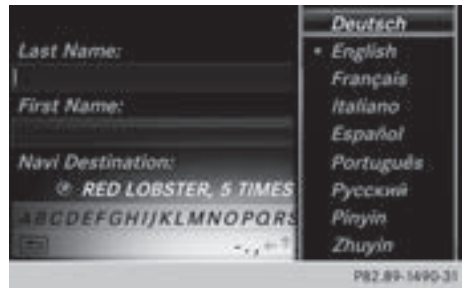 Last Name:
First Name:
Navi Destination:
® RED LOBSTER, 5 TIMES
ABCDEFGHIJKLMNOPQRS
-.,←↑
Deutsch
• English
Français
Italiano
Español
Português
Русский
Pinyin
Zhuyin
P82.89-1490-31